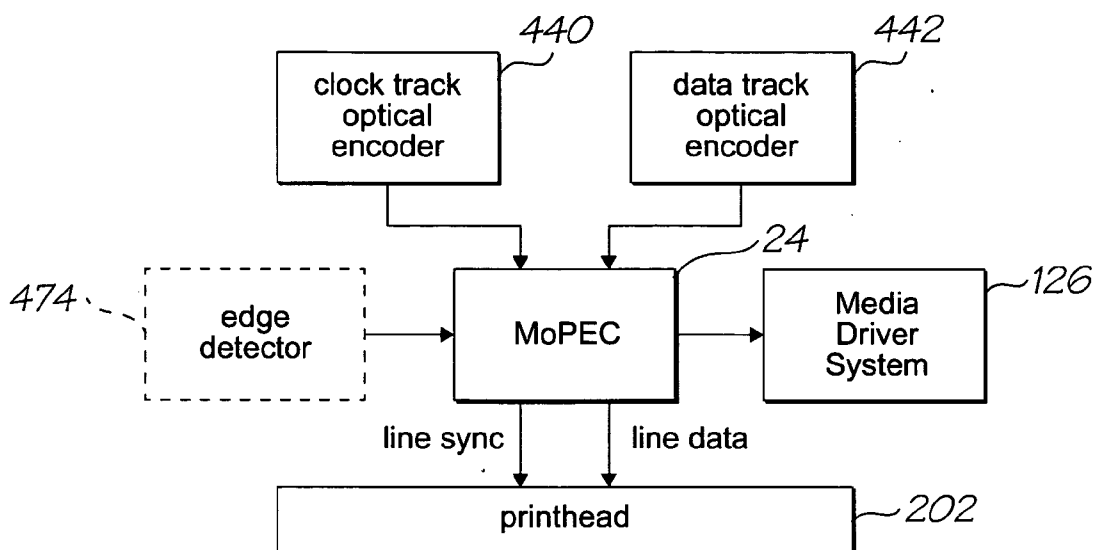 440
442
clock track
optical
encoder
data track
optical
encoder
24
474
edge
detector
MoPEC
Media
Driver
System
126
line sync
line data
printhead
202